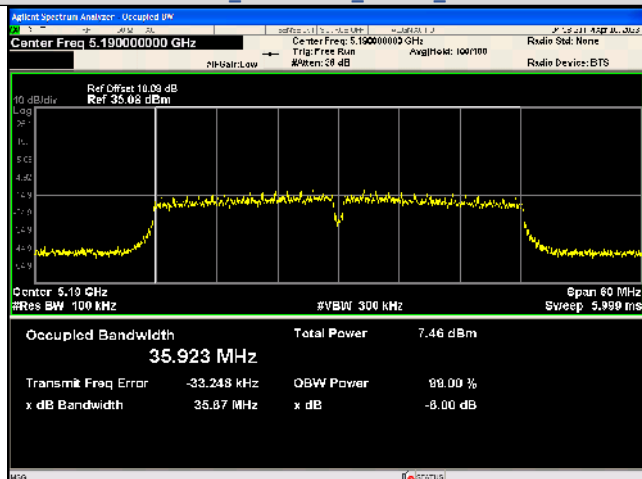 Agilent Spectrum Analyzer - Occupied BW
Center Freq 5.190000000 GHz
Center Freq: 5.190000000 GHz
Radio Std: None
Trig: Free Run
Avg|Hold: 100/100
#IFGain:Low
#Atten: 36 dB
Radio Device: BTS
Ref Offset 10.09 dB
10 dB/div
Ref 35.08 dBm
Log
Center 5.19 GHz
Span 60 MHz
#Res BW 100 kHz
#VBW 300 kHz
Sweep 5.999 ms
Occupied Bandwidth
Total Power
7.46 dBm
35.923 MHz
Transmit Freq Error
-33.248 kHz
OBW Power
99.00 %
x dB Bandwidth
35.67 MHz
x dB
-6.00 dB
MSG
STATUS